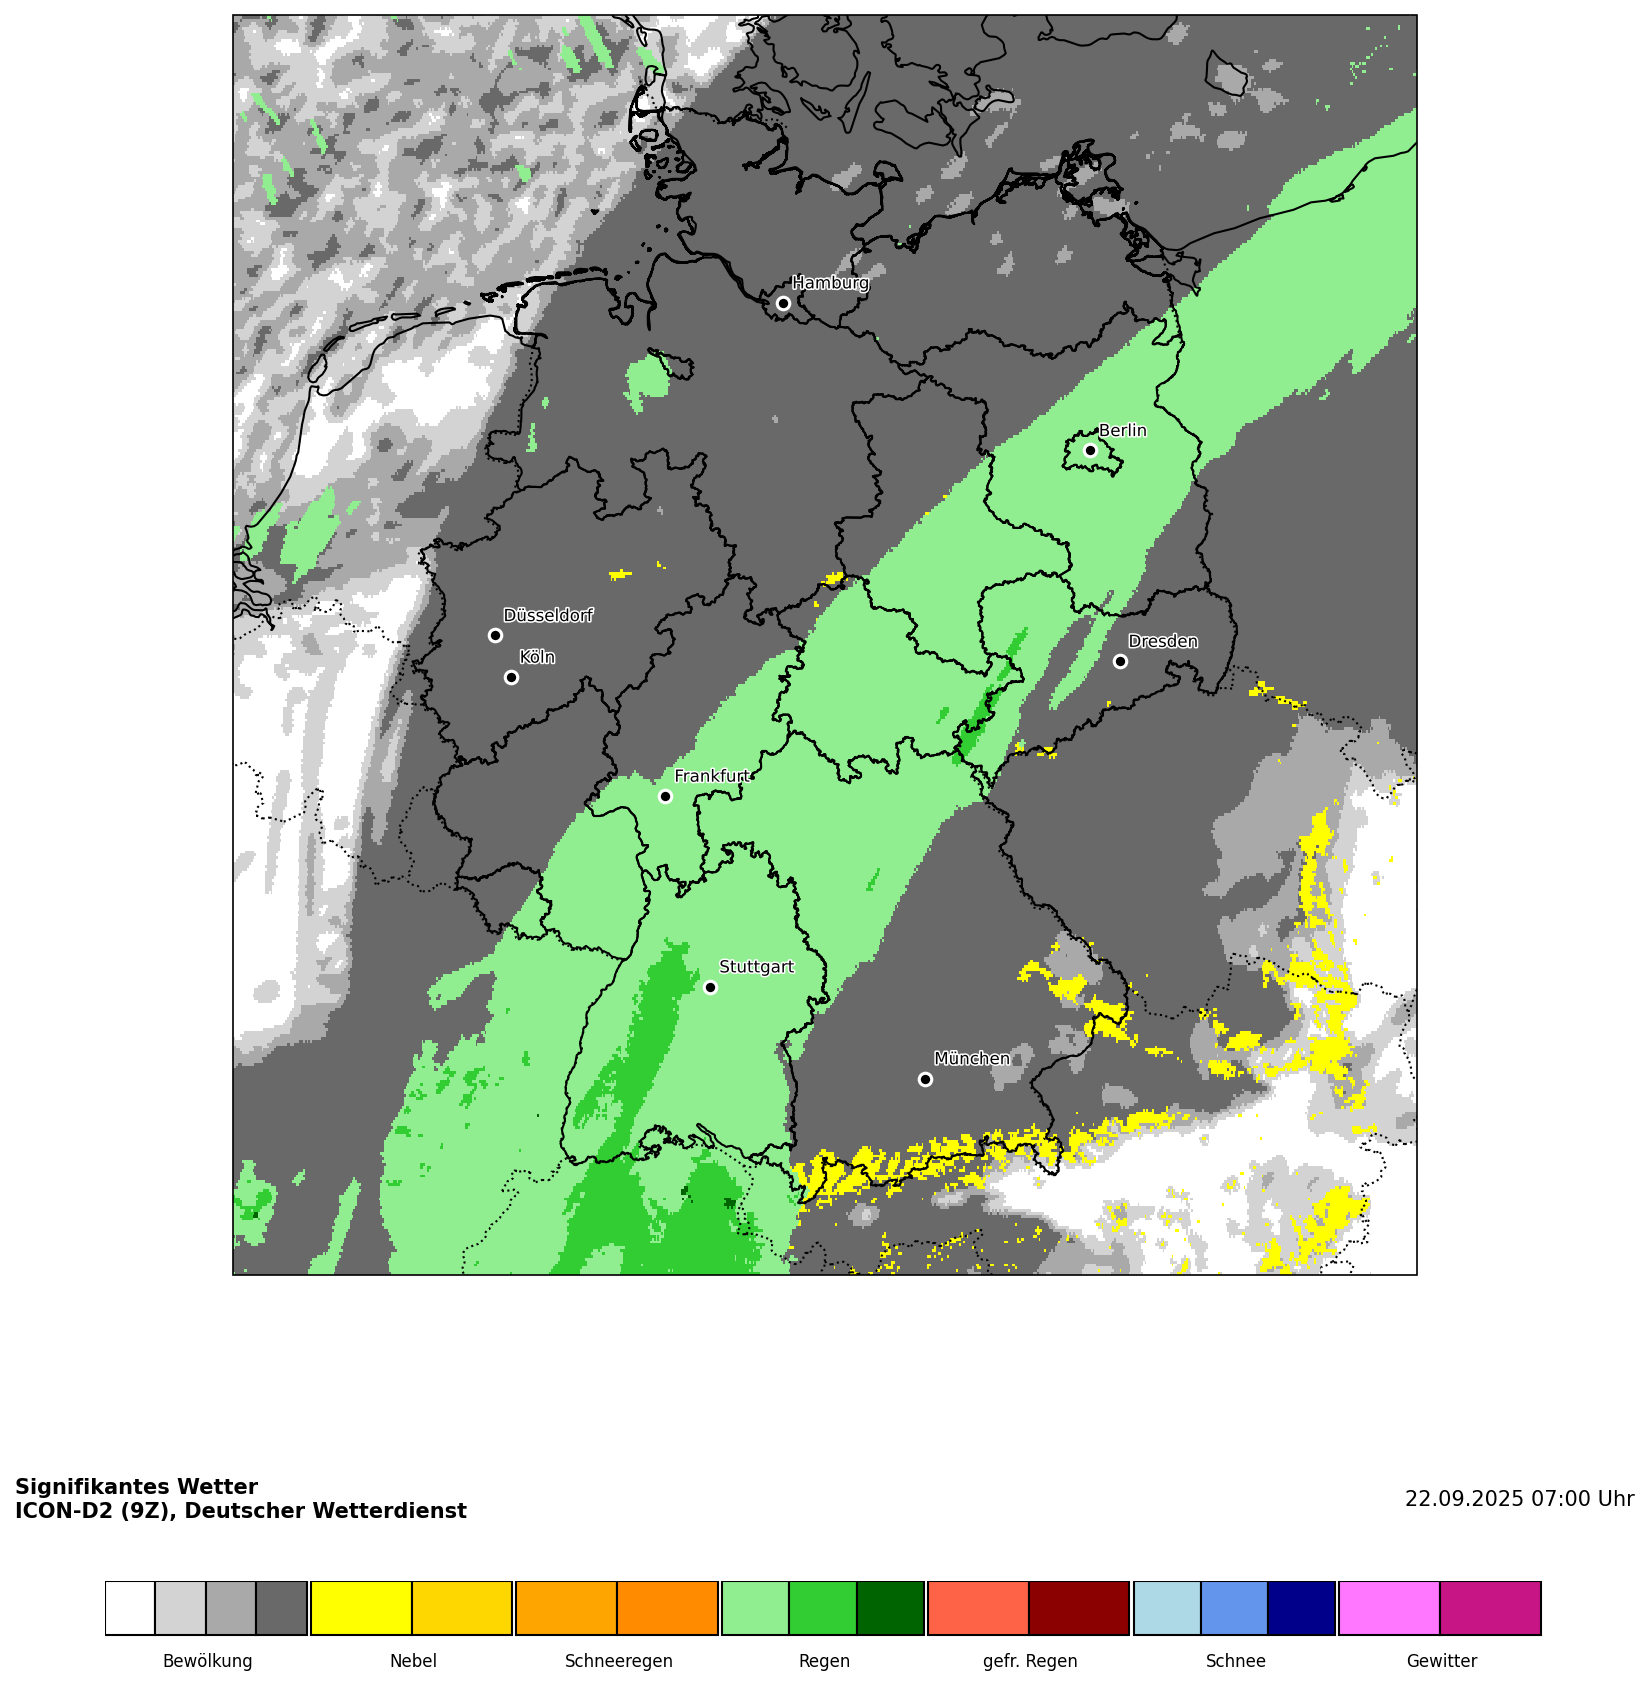 Hamburg
Berlin
Düsseldorf
Köln
Dresden
Frankfurt
Stuttgart
München
Signifikantes Wetter
ICON-D2 (9Z), Deutscher Wetterdienst
22.09.2025 07:00 Uhr
Bewölkung
Nebel
Schneeregen
Regen
gefr. Regen
Schnee
Gewitter